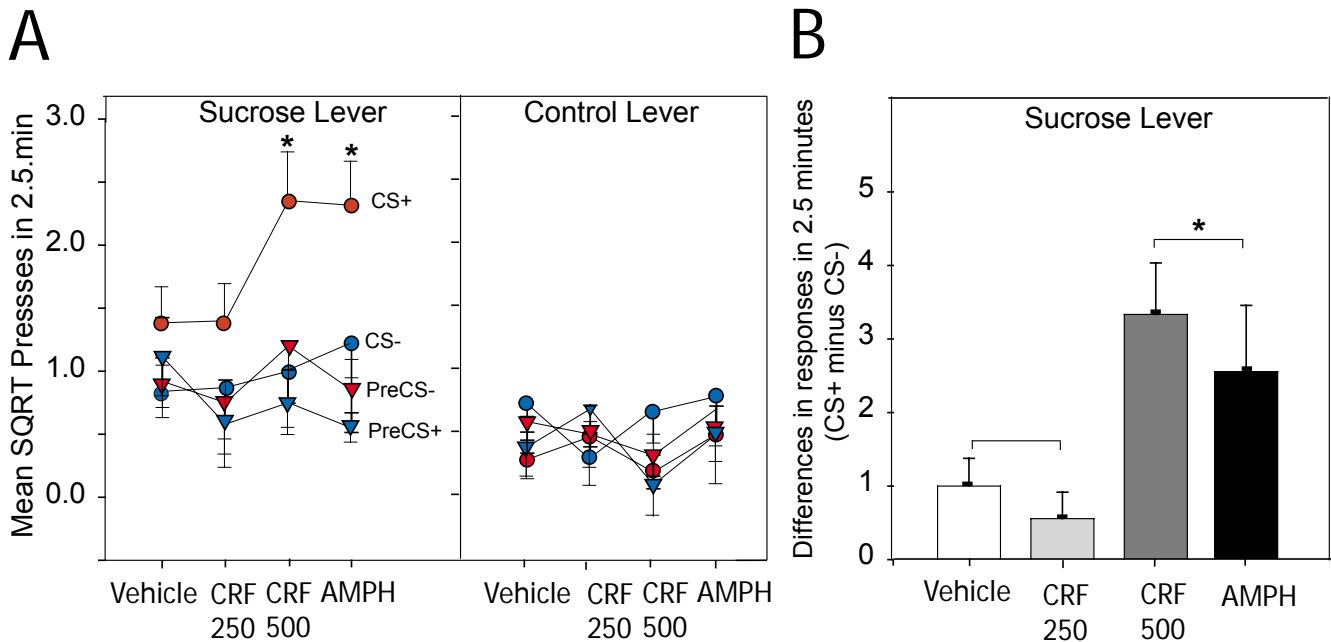 A
B
Mean SQRT Pressses in 2.5.min
3.0
2.0
1.0
0.0
Sucrose Lever
*
*
CS+
CS-
PreCS-
PreCS+
Control Lever
Vehicle
CRF
250
CRF
500
AMPH
Vehicle
CRF
250
CRF
500
AMPH
Differences in responses in 2.5 minutes
(CS+ minus CS-)
5
4
3
2
1
0
Sucrose Lever
*
Vehicle
CRF
250
CRF
500
AMPH